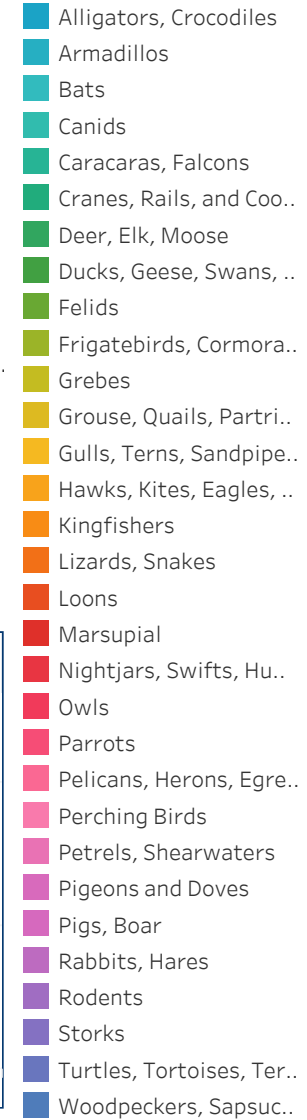 Alligators, Crocodiles
Armadillos
Bats
Canids
Caracaras, Falcons
Cranes, Rails, and Coo..
Deer, Elk, Moose
Ducks, Geese, Swans, ..
Felids
Frigatebirds, Cormora..
Grebes
Grouse, Quails, Partri..
Gulls, Terns, Sandpipe..
Hawks, Kites, Eagles, ..
Kingfishers
Lizards, Snakes
Loons
Marsupial
Nightjars, Swifts, Hu..
Owls
Parrots
Pelicans, Herons, Egre..
Perching Birds
Petrels, Shearwaters
Pigeons and Doves
Pigs, Boar
Rabbits, Hares
Rodents
Storks
Turtles, Tortoises, Ter..
Woodpeckers, Sapsuc..